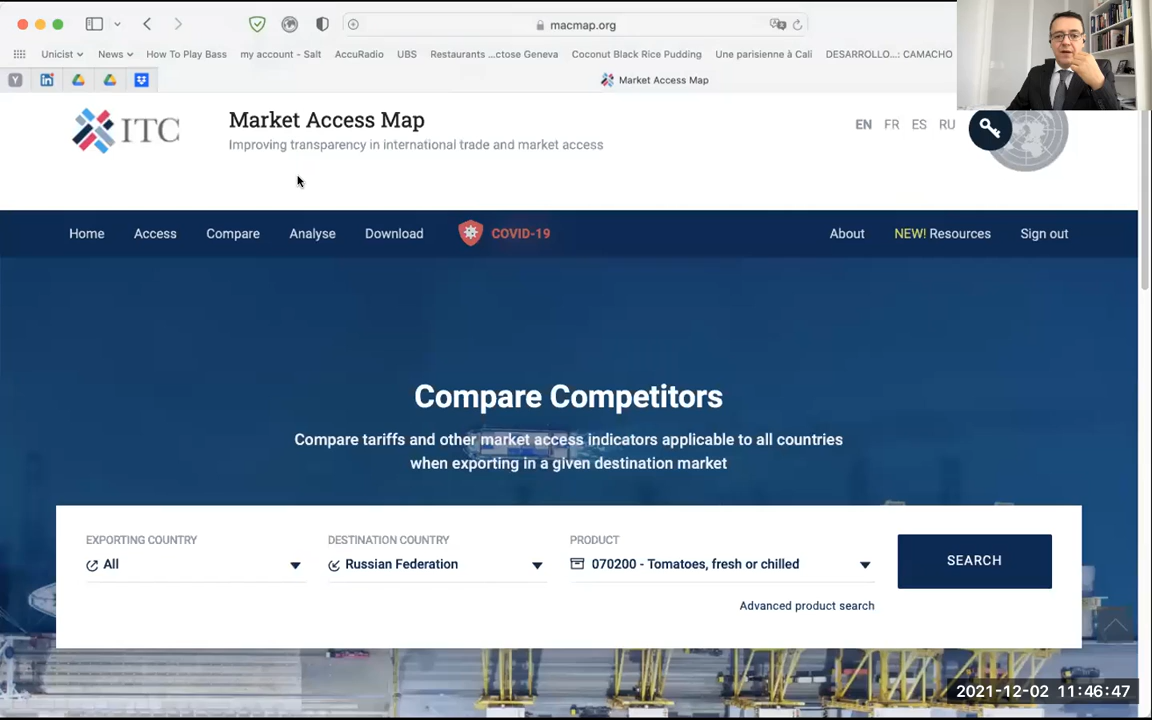 macmap.org
Unicist News How To Play Bass my account - Salt AccuRadio UBS Restaurants ...ctose Geneva Coconut Black Rice Pudding Une parisienne à Cali DESARROLLO...: CAMACHO
Y in Market Access Map
ITC
Market Access Map
Improving transparency in international trade and market access
EN FR ES RU
Home Access Compare Analyse Download COVID-19 About NEW! Resources Sign out
Compare Competitors
Compare tariffs and other market access indicators applicable to all countries
when exporting in a given destination market
EXPORTING COUNTRY DESTINATION COUNTRY PRODUCT
All Russian Federation 070200 - Tomatoes, fresh or chilled SEARCH
Advanced product search
2021-12-02 11:46:47